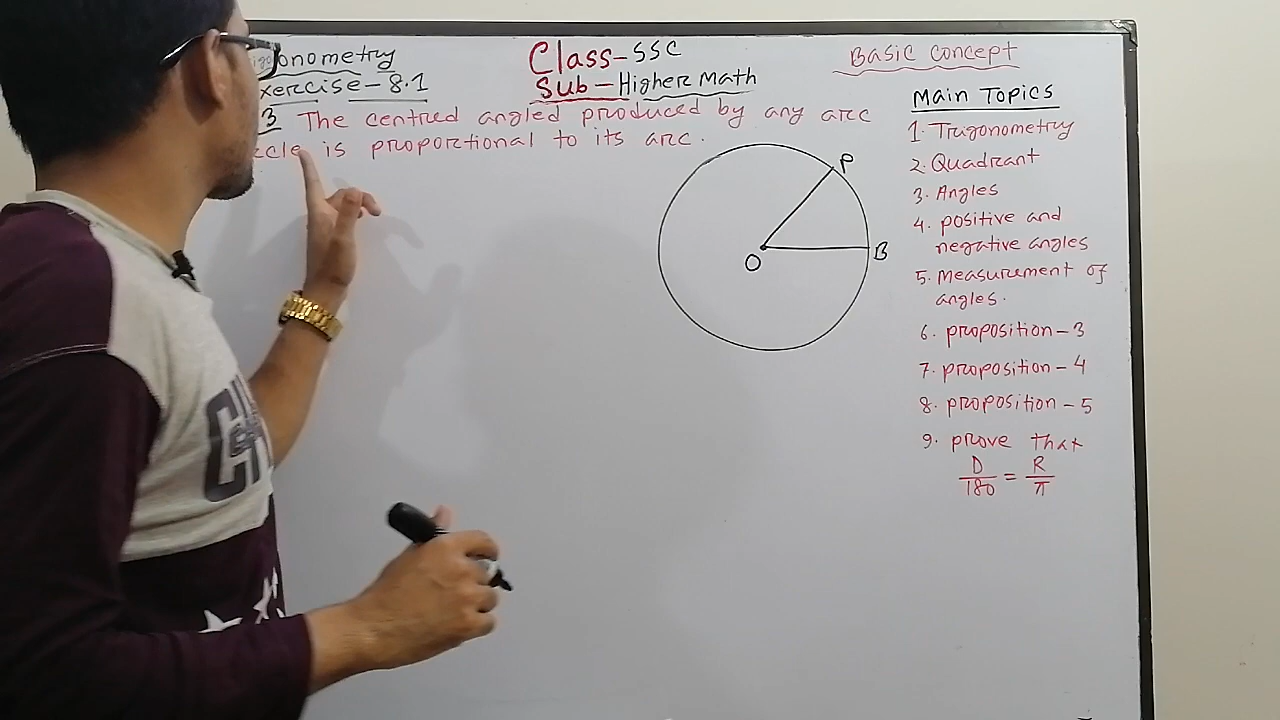 onometry
xercise-8.1
Class-SSC
Sub-Higher Math
Basic Concept
3 The centred angled produced by any arc
rcle is proportional to its arc.
P
O
B
Main Topics
1. Trigonometry
2. Quadrant
3. Angles
4. positive and
negative angles
5. Measurement of
angles.
6. proposition-3
7. proposition-4
8. proposition-5
9. prove that
D/180 = R/π